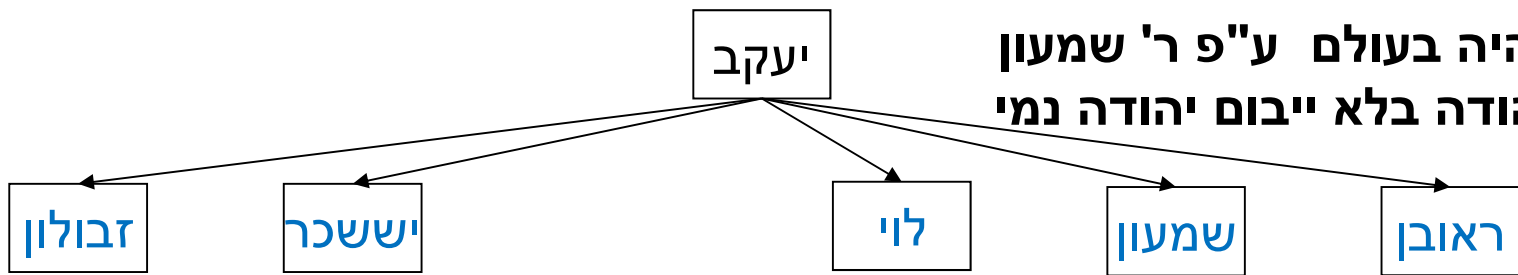 היה בעולם ע"פ ר' שמעון
הודה בלא ייבום יהודה נמי
יעקב
ראובן
שמעון
לוי
יששכר
זבולון